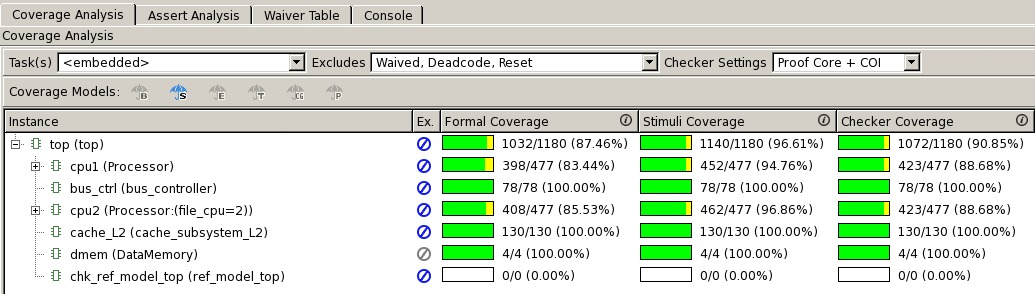 Coverage Analysis Assert Analysis Waiver Table Console
Coverage Analysis
Task(s) <embedded> Excludes Waived, Deadcode, Reset Checker Settings Proof Core + COI
Coverage Models: B S E T CG P
Instance Ex. Formal Coverage Stimuli Coverage Checker Coverage
top (top) 1032/1180 (87.46%) 1140/1180 (96.61%) 1072/1180 (90.85%)
cpu1 (Processor) 398/477 (83.44%) 452/477 (94.76%) 423/477 (88.68%)
bus_ctrl (bus_controller) 78/78 (100.00%) 78/78 (100.00%) 78/78 (100.00%)
cpu2 (Processor:(file_cpu=2)) 408/477 (85.53%) 462/477 (96.86%) 423/477 (88.68%)
cache_L2 (cache_subsystem_L2) 130/130 (100.00%) 130/130 (100.00%) 130/130 (100.00%)
dmem (DataMemory) 4/4 (100.00%) 4/4 (100.00%) 4/4 (100.00%)
chk_ref_model_top (ref_model_top) 0/0 (0.00%) 0/0 (0.00%) 0/0 (0.00%)